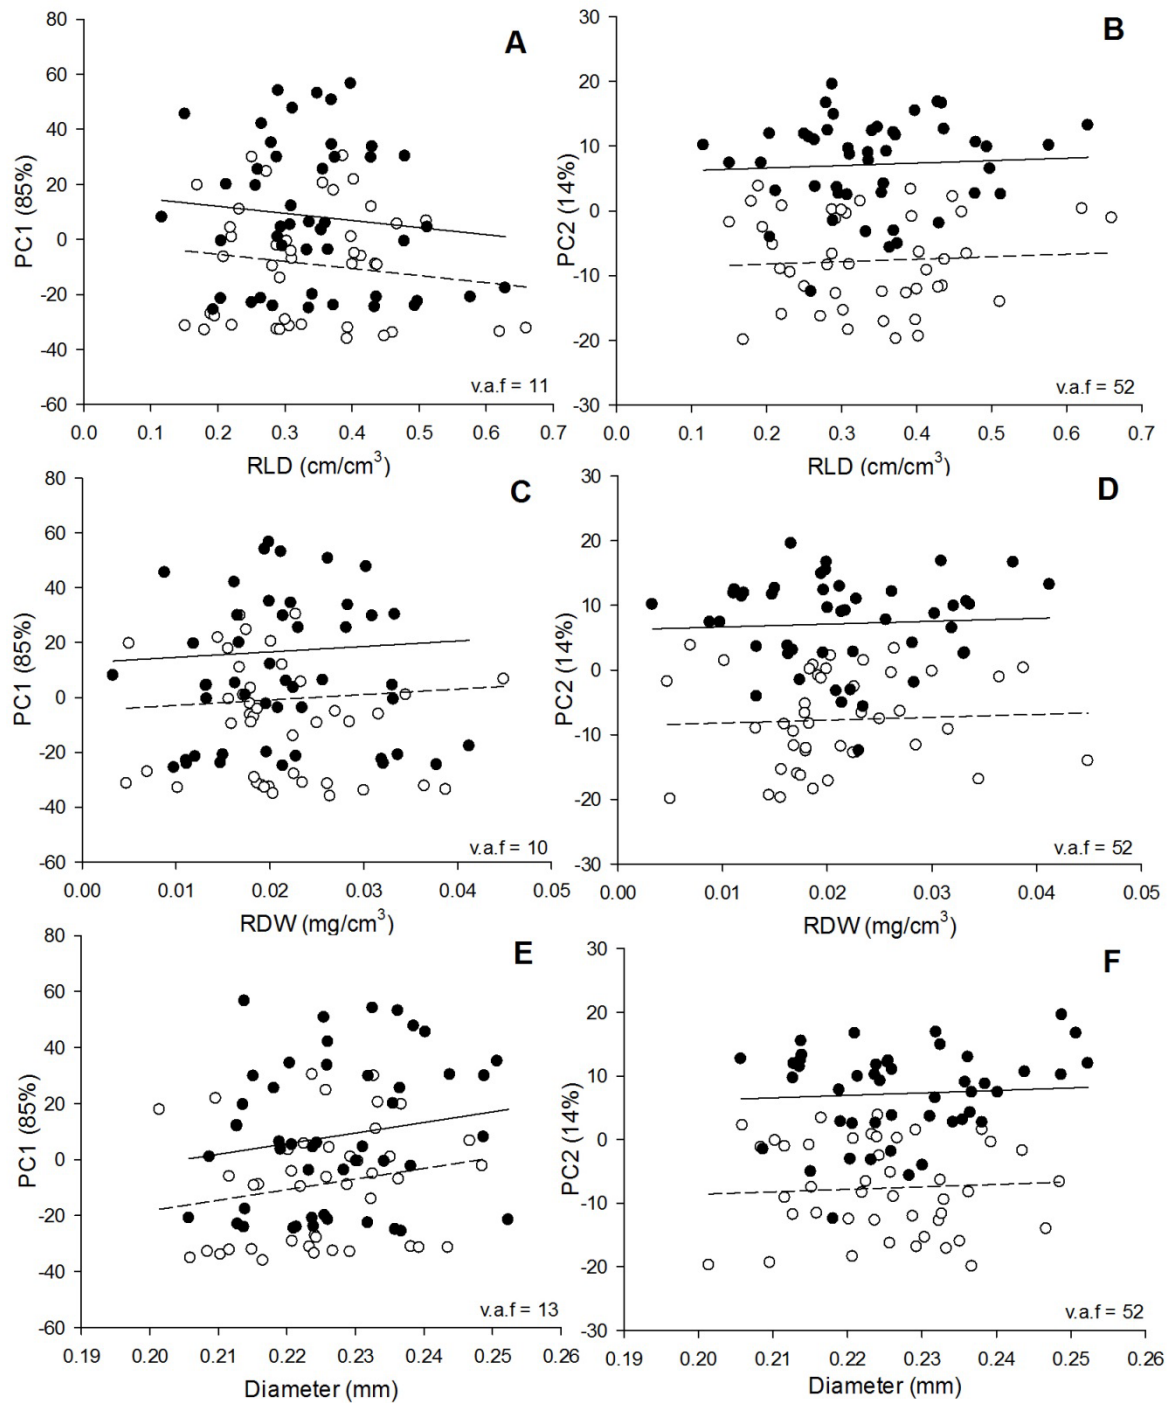 A
PC1 (85%)
80
60
40
20
0
-20
-40
-60
v.a.f = 11
0.0 0.1 0.2 0.3 0.4 0.5 0.6 0.7
RLD (cm/cm³)
B
PC2 (14%)
30
20
10
0
-10
-20
-30
v.a.f = 52
0.0 0.1 0.2 0.3 0.4 0.5 0.6 0.7
RLD (cm/cm³)
C
PC1 (85%)
80
60
40
20
0
-20
-40
-60
v.a.f = 10
0.00 0.01 0.02 0.03 0.04 0.05
RDW (mg/cm³)
D
PC2 (14%)
30
20
10
0
-10
-20
-30
v.a.f = 52
0.00 0.01 0.02 0.03 0.04 0.05
RDW (mg/cm³)
E
PC1 (85%)
80
60
40
20
0
-20
-40
-60
v.a.f = 13
0.19 0.20 0.21 0.22 0.23 0.24 0.25 0.26
Diameter (mm)
F
PC2 (14%)
30
20
10
0
-10
-20
-30
v.a.f = 52
0.19 0.20 0.21 0.22 0.23 0.24 0.25 0.26
Diameter (mm)